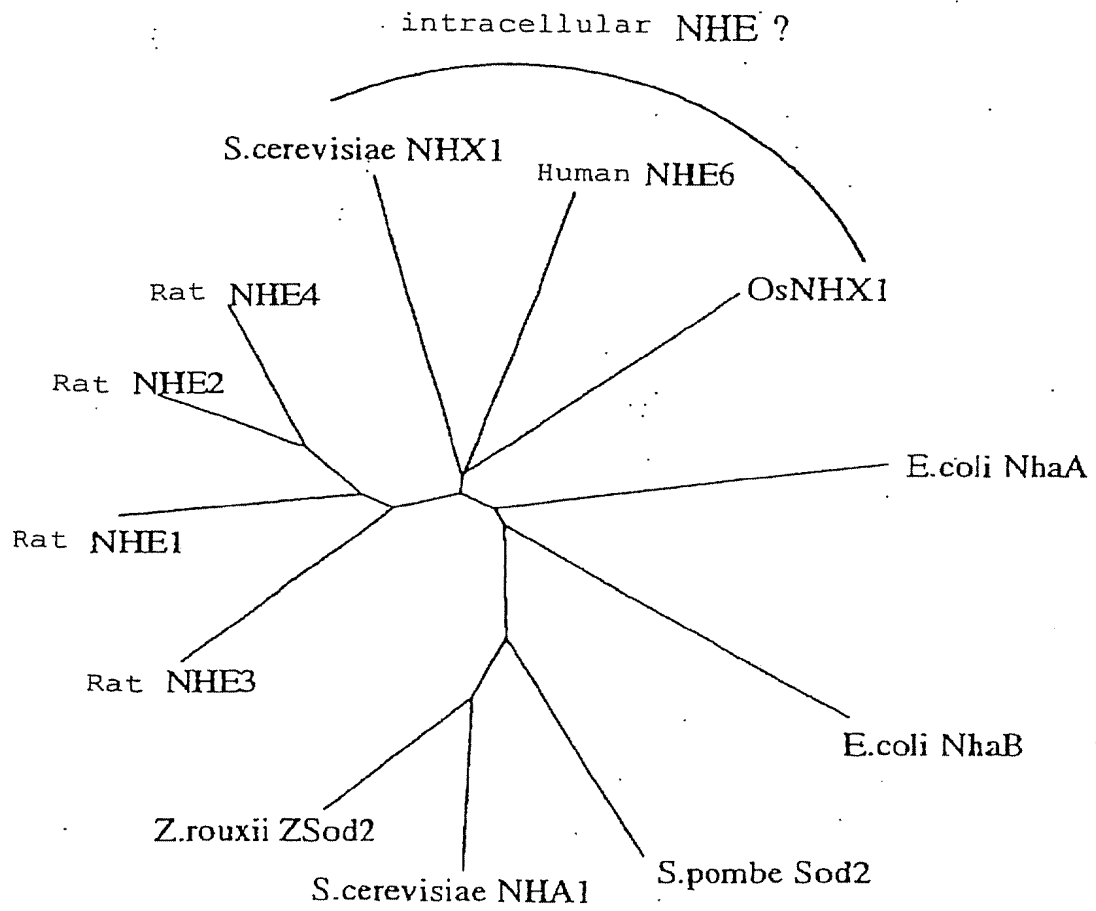 intracellular NHE ?
S.cerevisiae NHX1
Human NHE6
OsNHX1
Rat NHE4
Rat NHE2
E.coli NhaA
Rat NHE1
Rat NHE3
E.coli NhaB
Z.rouxii ZSod2
S.pombe Sod2
S.cerevisiae NHA1